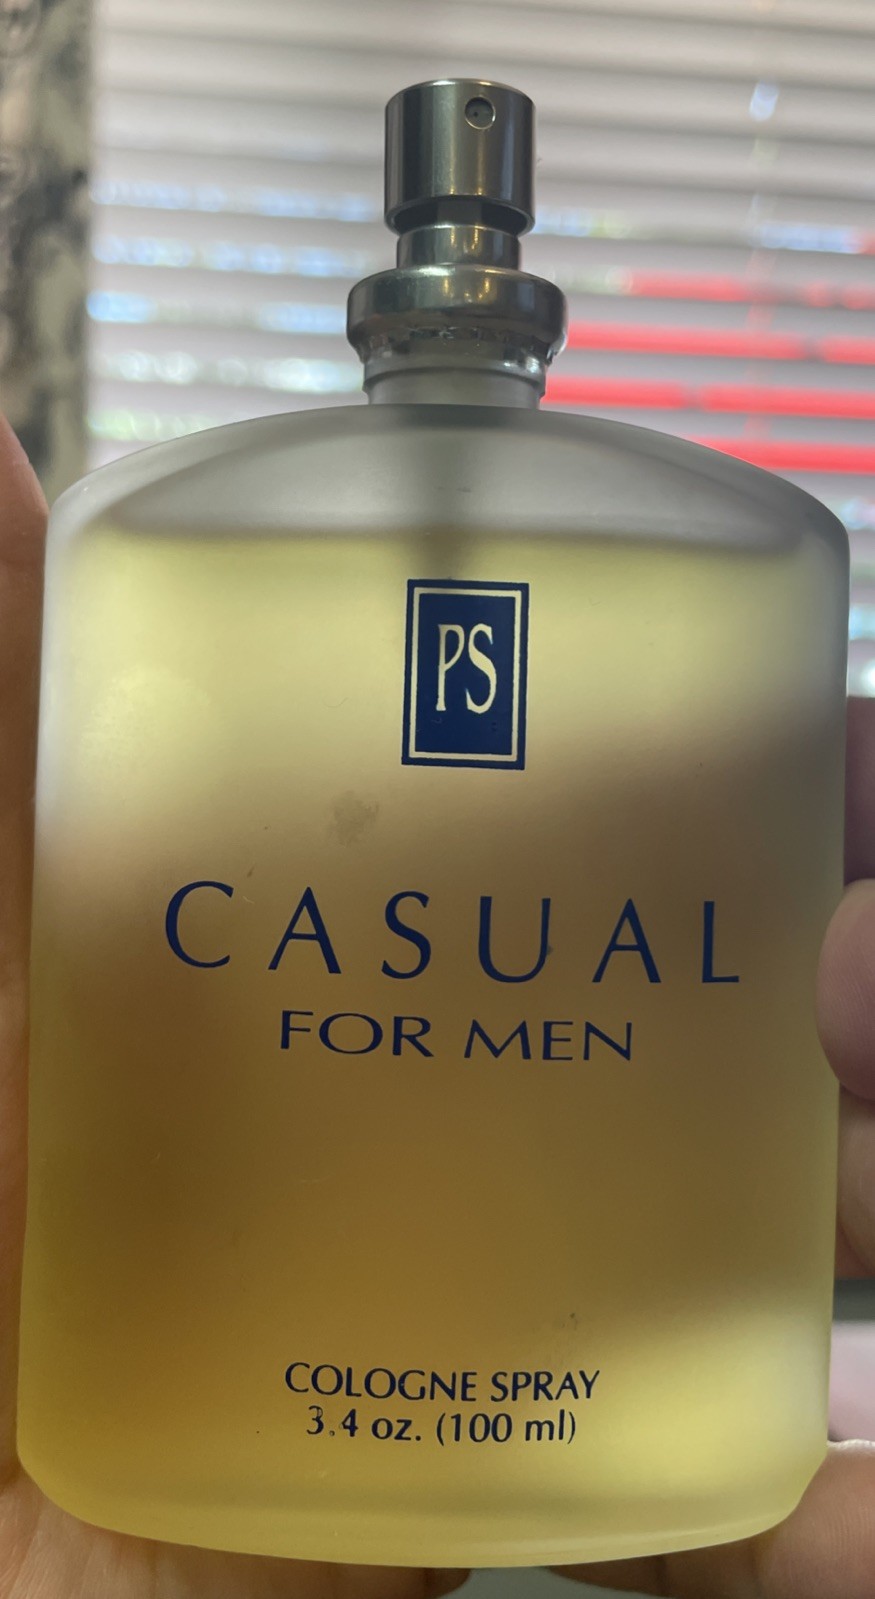 PS
CASUAL
FOR MEN
COLOGNE SPRAY
3.4 oz. (100 ml)